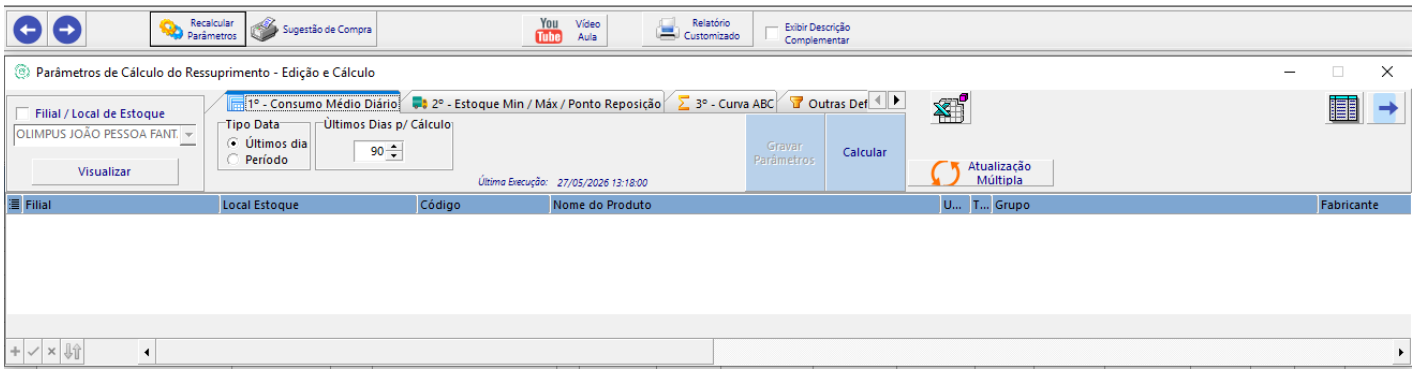 Recalcular
Parâmetros
Sugestão de Compra
You
Tube
Vídeo
Aula
Relatório
Customizado
Exibir Descrição
Complementar
Parâmetros de Cálculo do Ressuprimento - Edição e Cálculo
Filial / Local de Estoque
OLIMPUS JOÃO PESSOA FANT.
Visualizar
1º - Consumo Médio Diário
2º - Estoque Min / Máx / Ponto Reposição
3º - Curva ABC
Outras Def
Tipo Data
Últimos dia
Período
Últimos Dias p/ Cálculo
90
Última Execução: 27/05/2026 13:18:00
Gravar
Parâmetros
Calcular
Atualização
Múltipla
Filial Local Estoque Código Nome do Produto U... T... Grupo Fabricante